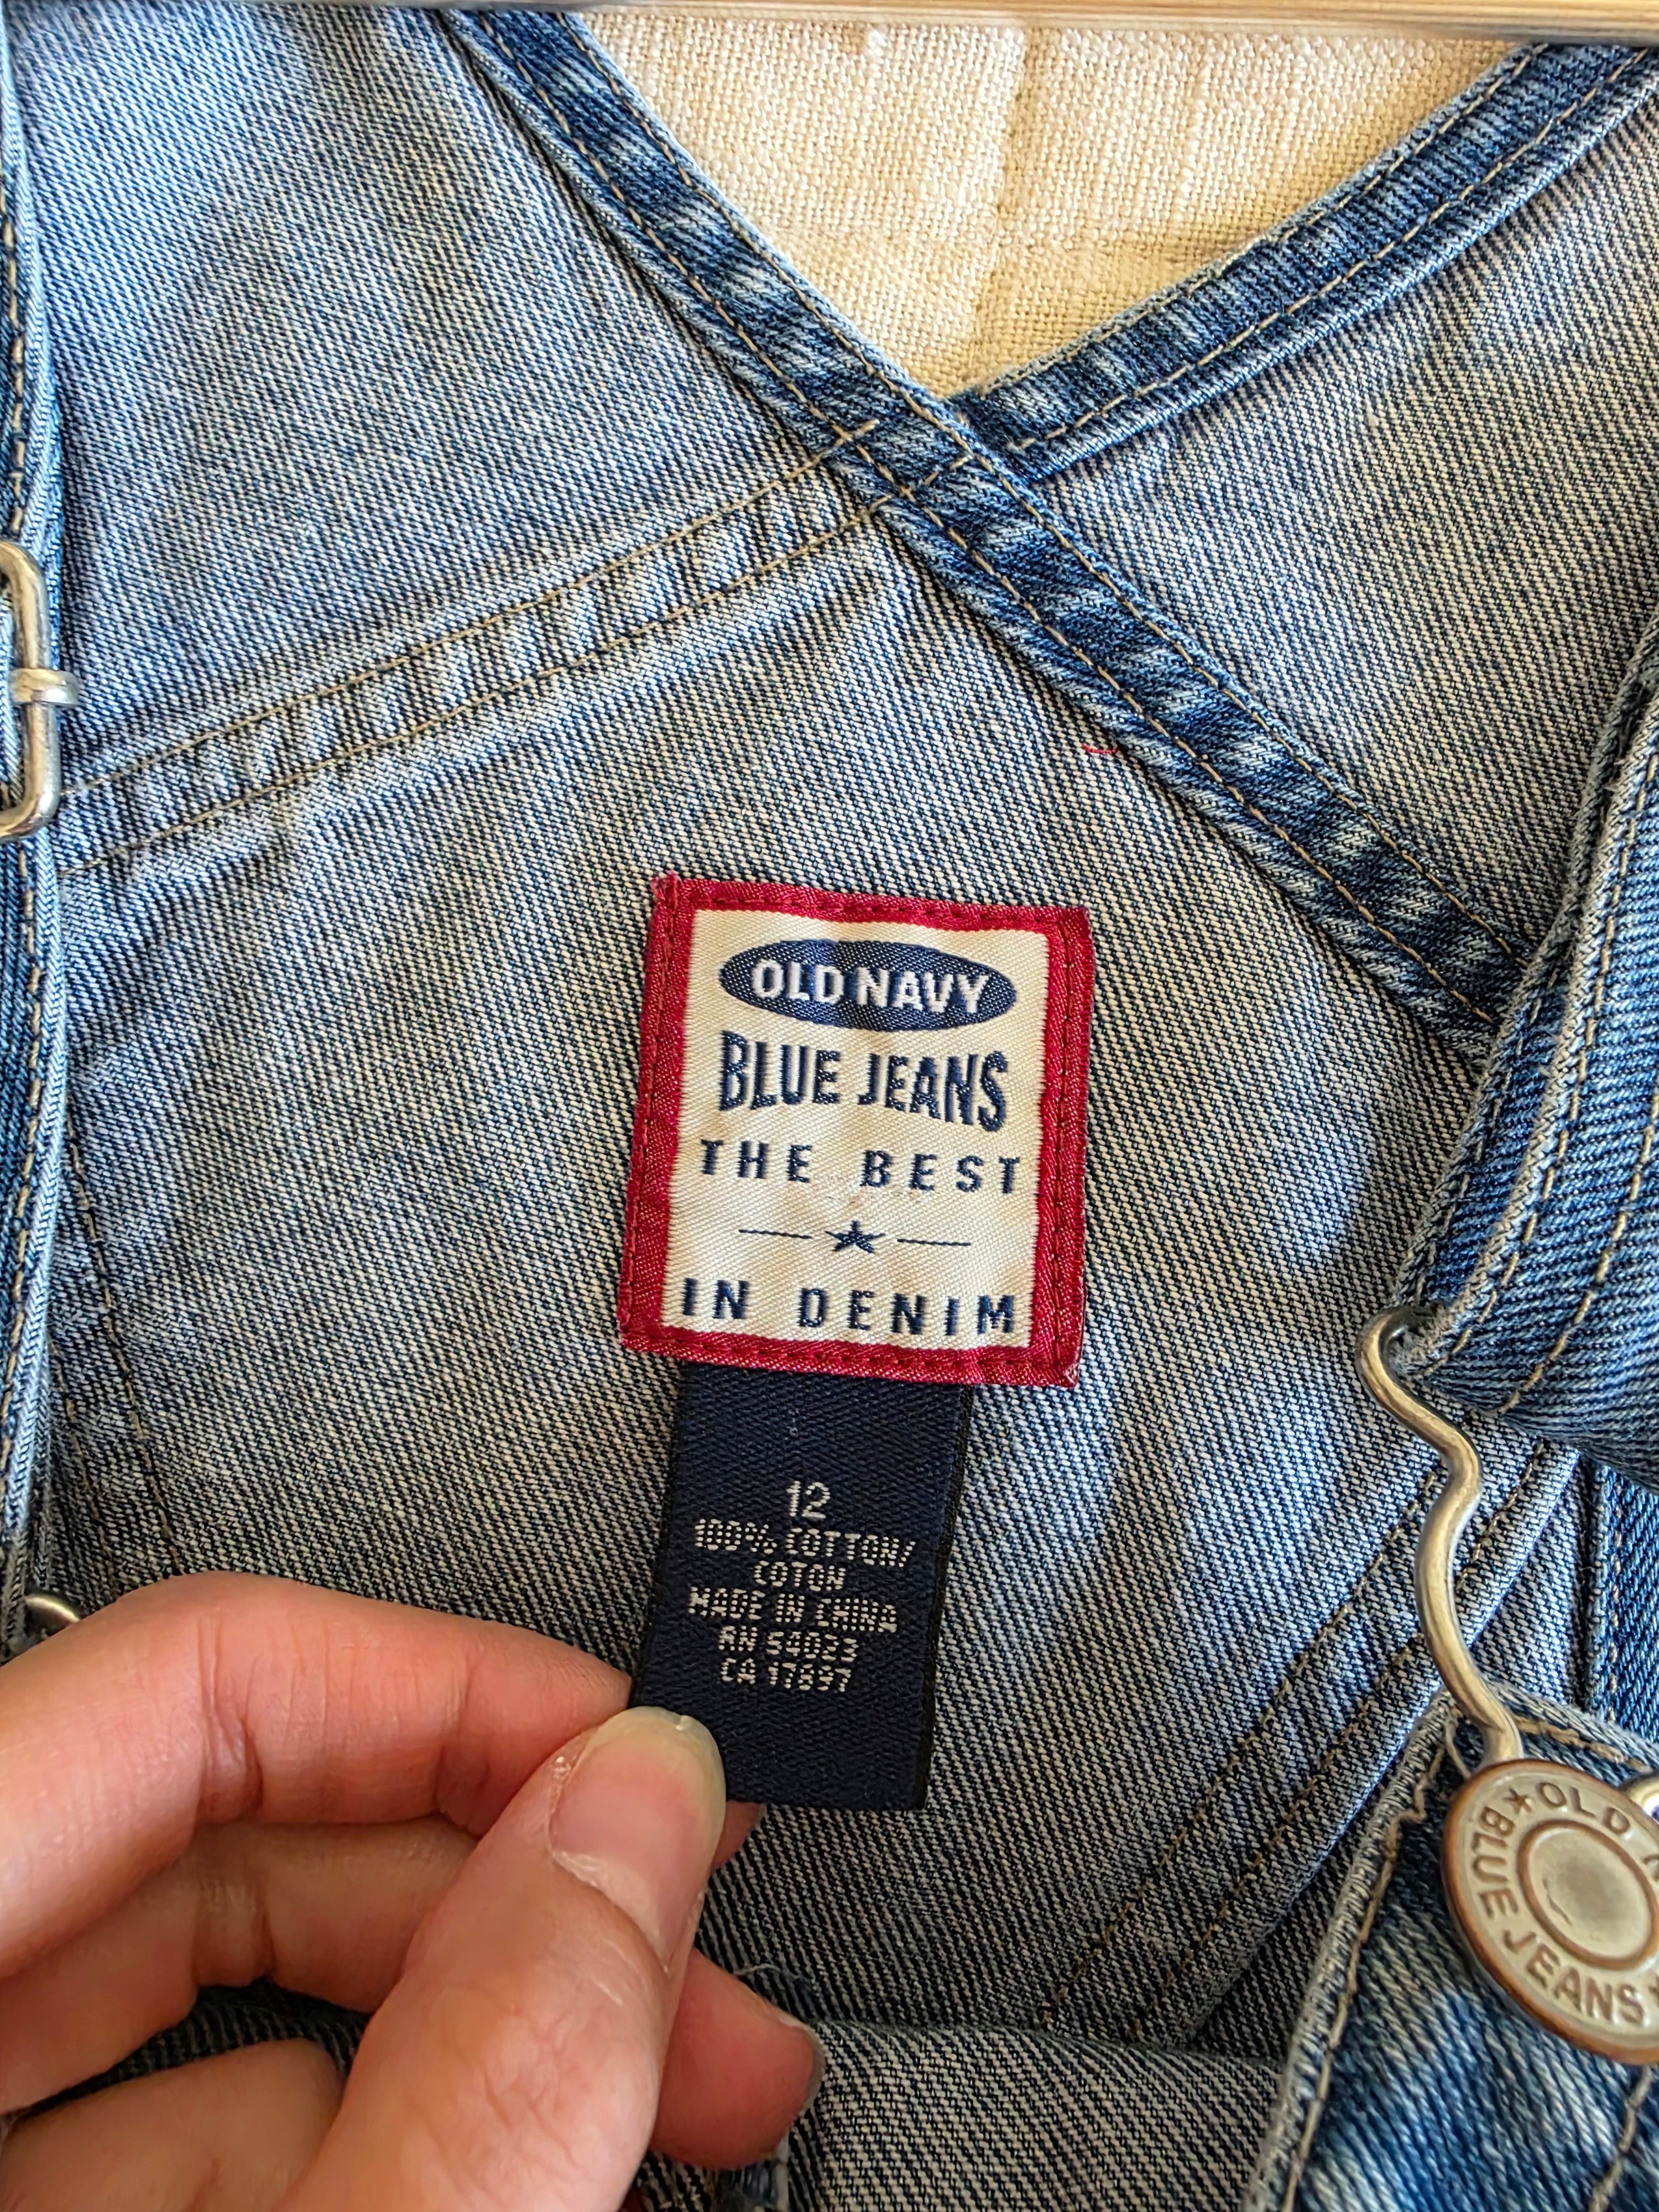 OLD NAVY
BLUE JEANS
THE BEST
IN DENIM
12
100% COTTON/
COTON
MADE IN CHINA
RN 54023
CA 17897
OLD
BLUE JEANS